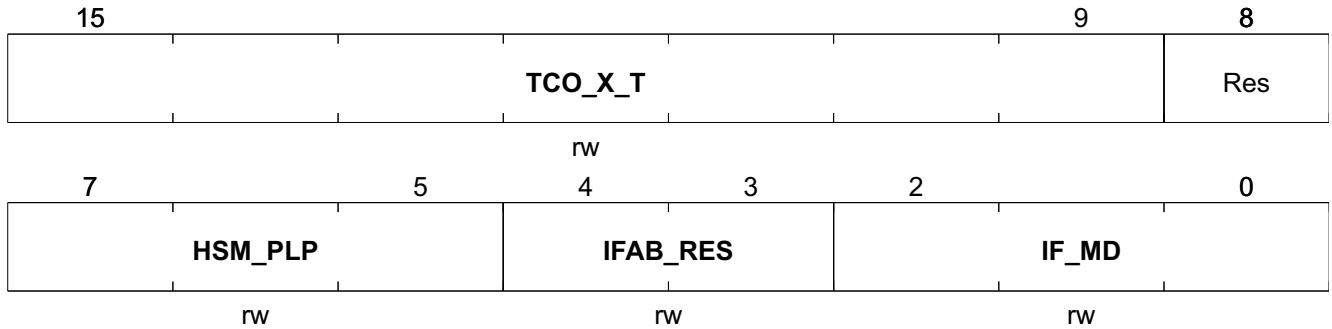 15 9 8
TCO_X_T Res
rw
7 5 4 3 2 0
HSM_PLP IFAB_RES IF_MD
rw rw rw